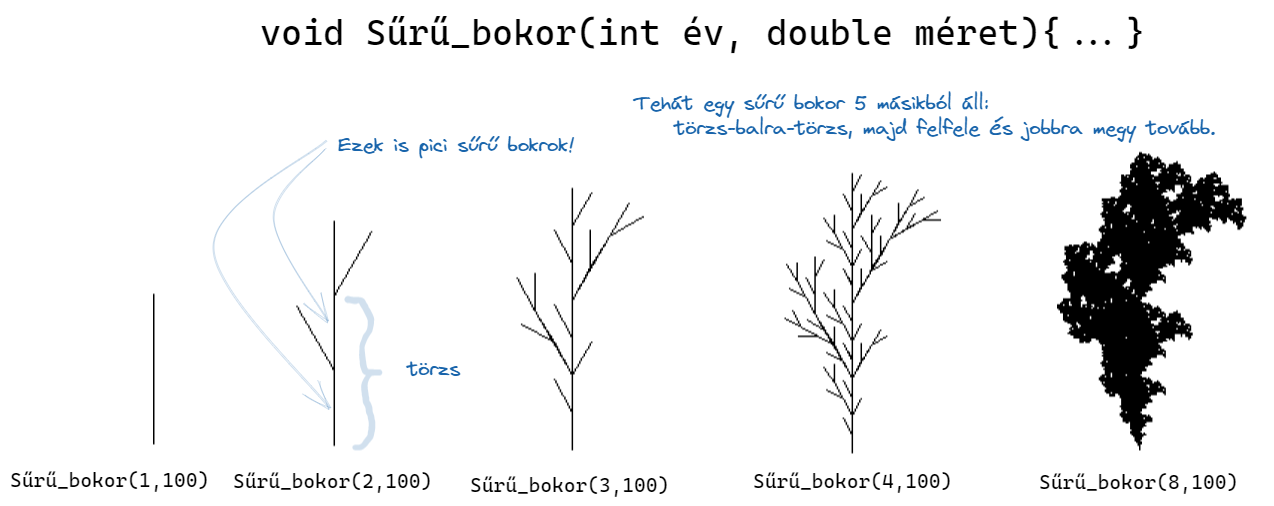 void Sűrű_bokor(int év, double méret){ ... }
Tehát egy sűrű bokor 5 másikból áll:
törzs-balra-törzs, majd felfele és jobbra megy tovább.
Ezek is pici sűrű bokrok!
törzs
Sűrű_bokor(1,100)
Sűrű_bokor(2,100)
Sűrű_bokor(3,100)
Sűrű_bokor(4,100)
Sűrű_bokor(8,100)